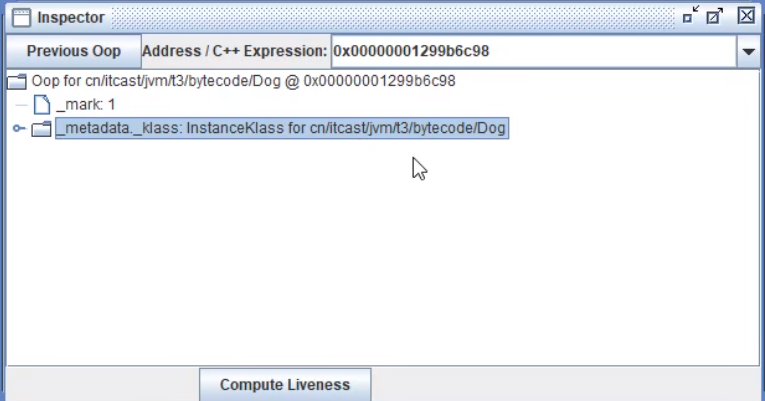 Inspector
Previous Oop Address / C++ Expression: 0x00000001299b6c98
Oop for cn/itcast/jvm/t3/bytecode/Dog @ 0x00000001299b6c98
_mark: 1
_metadata._klass: InstanceKlass for cn/itcast/jvm/t3/bytecode/Dog
Compute Liveness